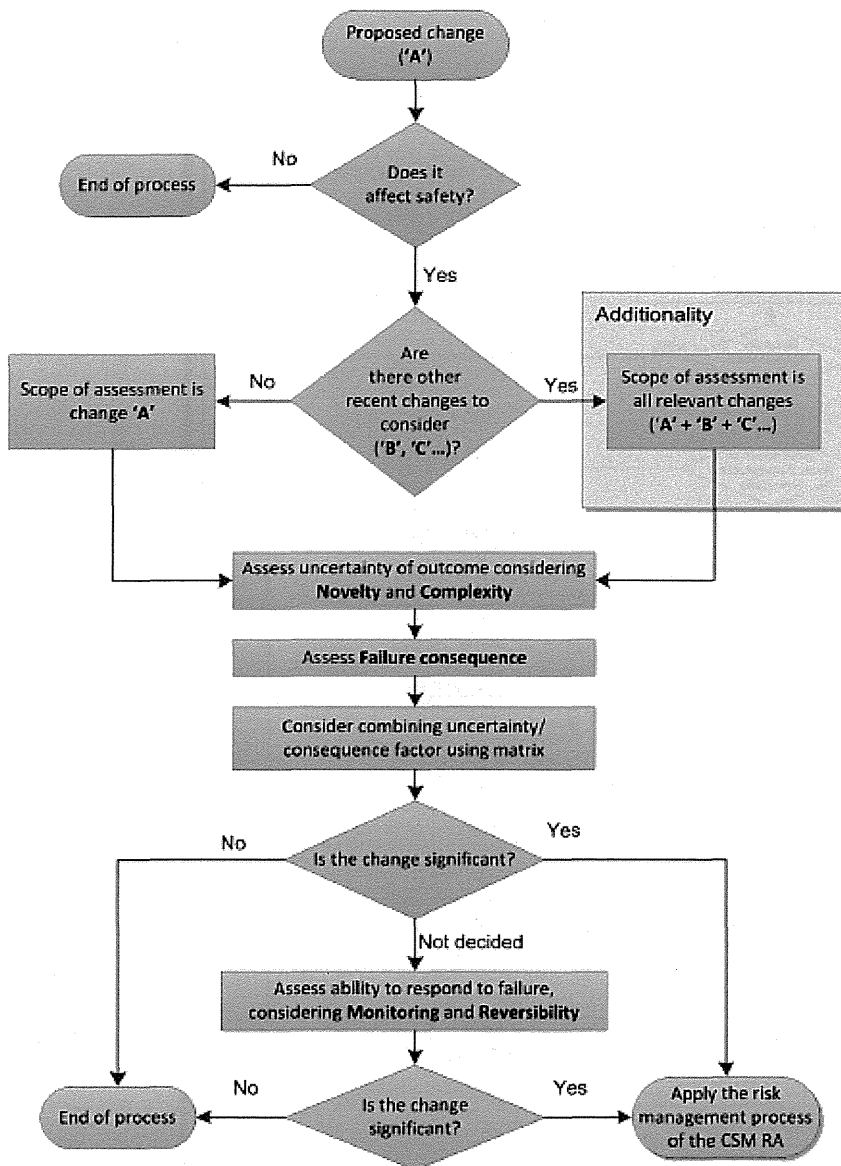 Proposed change
('A')
No
Does it
affect safety?
End of process
Yes
Additionality
Are
there other
recent changes to
consider
('B', 'C'...)?
No
Yes
Scope of assessment is
change 'A'
Scope of assessment is
all relevant changes
('A' + 'B' + 'C'...)
Assess uncertainty of outcome considering
Novelty and Complexity
Assess Failure consequence
Consider combining uncertainty/
consequence factor using matrix
No
Yes
Is the change significant?
Not decided
Assess ability to respond to failure,
considering Monitoring and Reversibility
No
Yes
End of process
Is the change
significant?
Apply the risk
management process
of the CSM RA